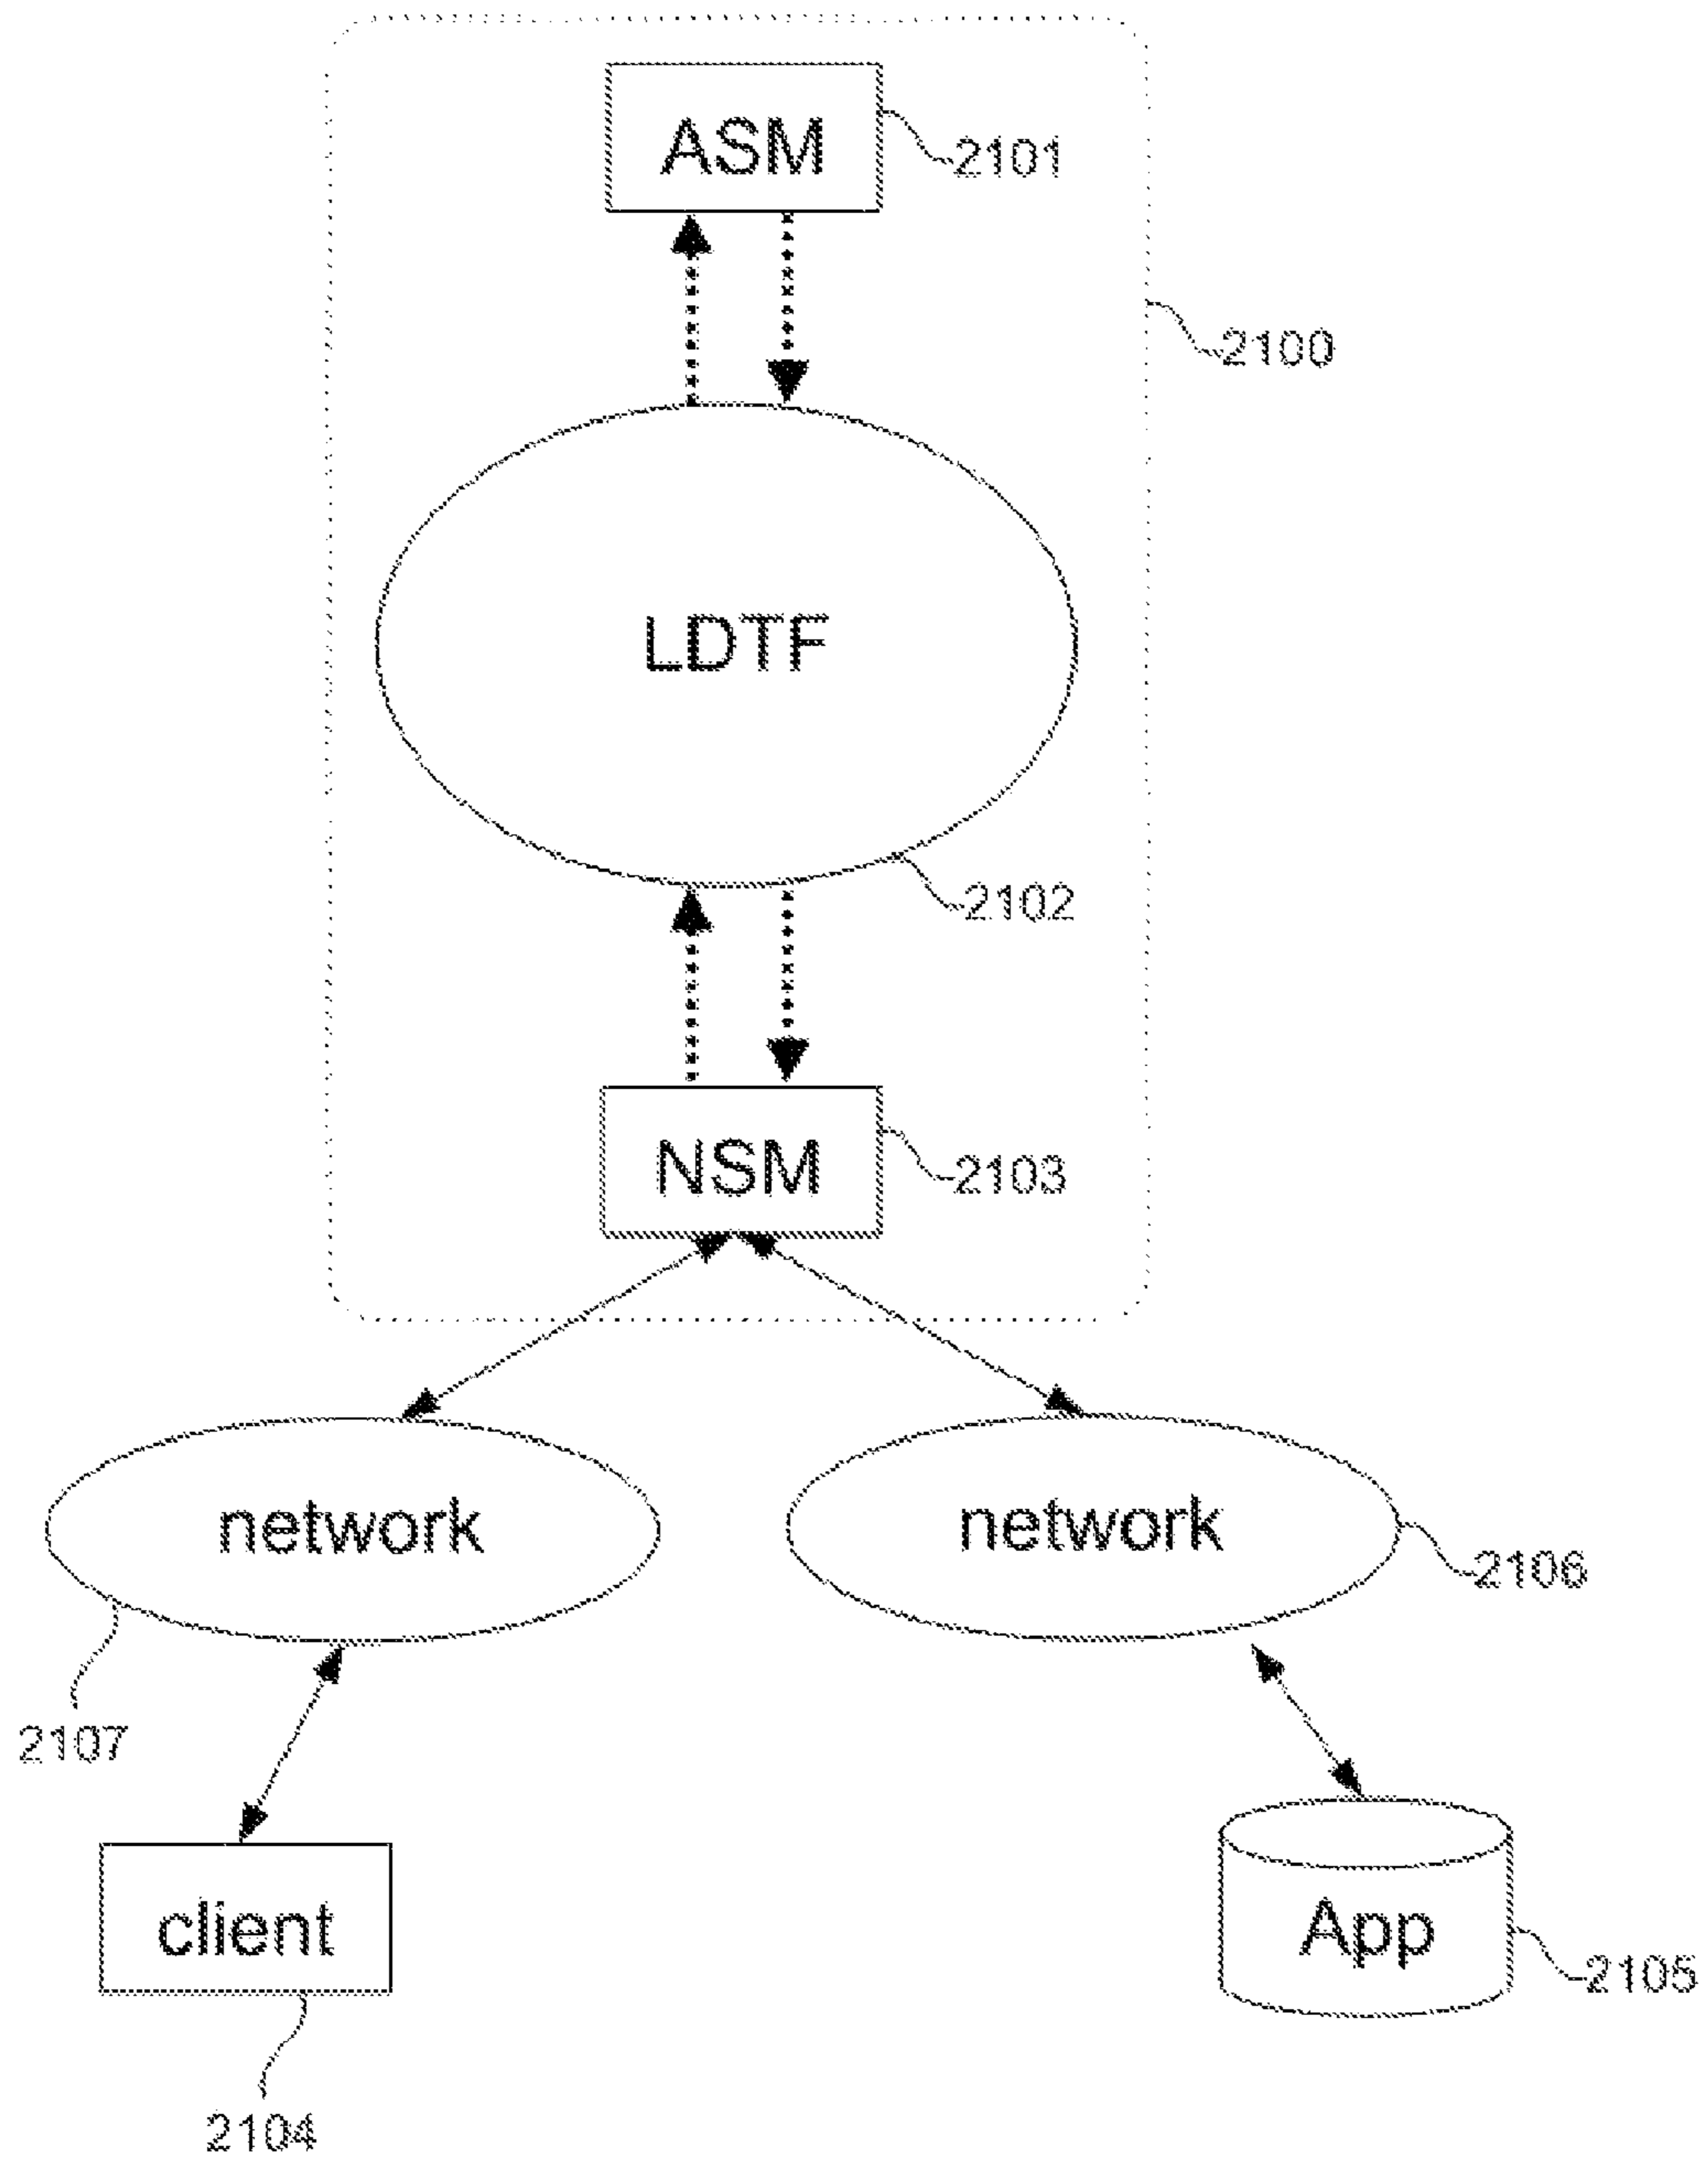 ASM
2101
2100
LDTF
2102
NSM
2103
network
network
2106
2107
client
App
2105
2104